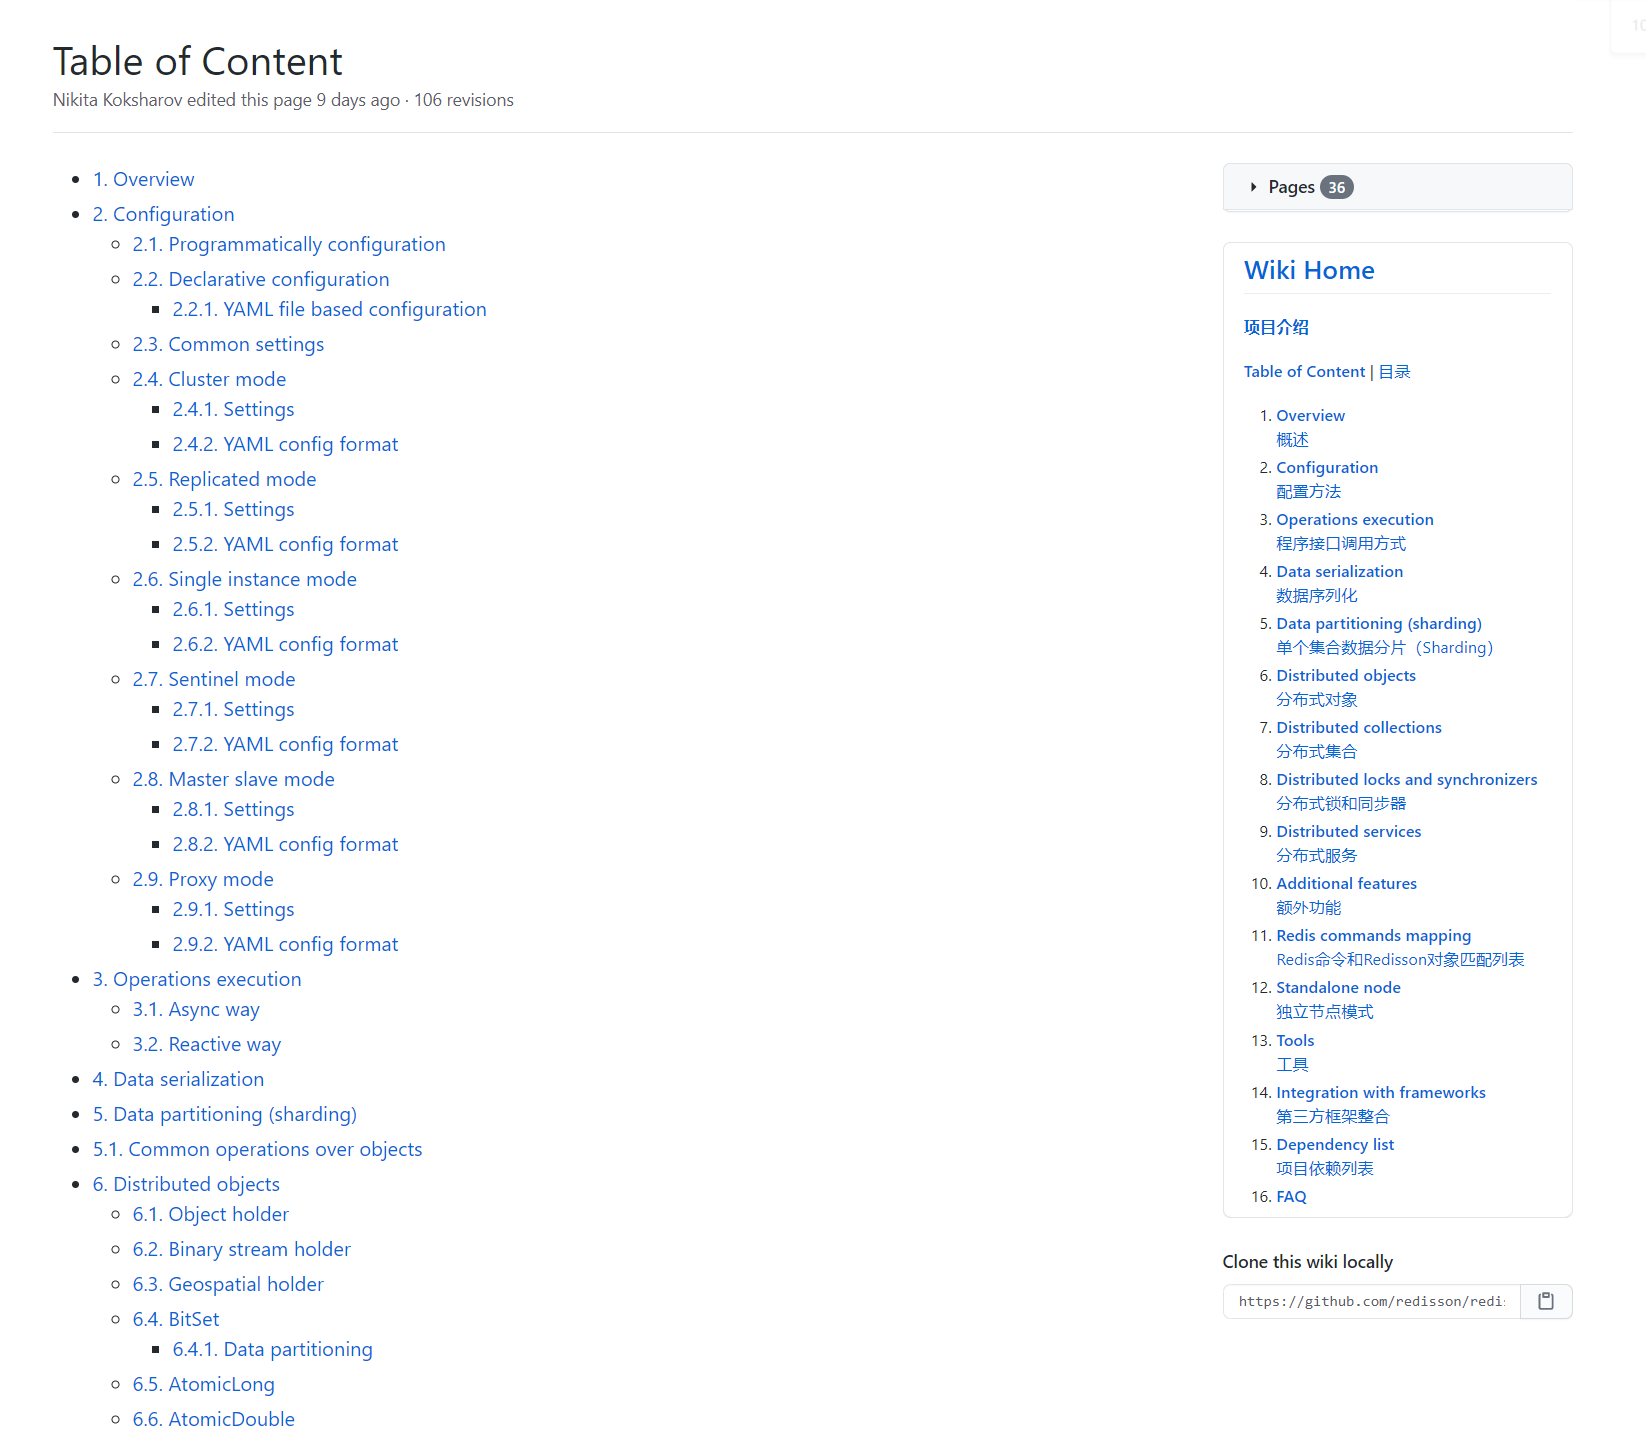 Table of Content
Nikita Koksharov edited this page 9 days ago · 106 revisions
1. Overview
2. Configuration
2.1. Programmatically configuration
2.2. Declarative configuration
2.2.1. YAML file based configuration
2.3. Common settings
2.4. Cluster mode
2.4.1. Settings
2.4.2. YAML config format
2.5. Replicated mode
2.5.1. Settings
2.5.2. YAML config format
2.6. Single instance mode
2.6.1. Settings
2.6.2. YAML config format
2.7. Sentinel mode
2.7.1. Settings
2.7.2. YAML config format
2.8. Master slave mode
2.8.1. Settings
2.8.2. YAML config format
2.9. Proxy mode
2.9.1. Settings
2.9.2. YAML config format
3. Operations execution
3.1. Async way
3.2. Reactive way
4. Data serialization
5. Data partitioning (sharding)
5.1. Common operations over objects
6. Distributed objects
6.1. Object holder
6.2. Binary stream holder
6.3. Geospatial holder
6.4. BitSet
6.4.1. Data partitioning
6.5. AtomicLong
6.6. AtomicDouble
Pages 36
Wiki Home
项目介绍
Table of Content | 目录
1. Overview
概述
2. Configuration
配置方法
3. Operations execution
程序接口调用方式
4. Data serialization
数据序列化
5. Data partitioning (sharding)
单个集合数据分片（Sharding）
6. Distributed objects
分布式对象
7. Distributed collections
分布式集合
8. Distributed locks and synchronizers
分布式锁和同步器
9. Distributed services
分布式服务
10. Additional features
额外功能
11. Redis commands mapping
Redis命令和Redisson对象匹配列表
12. Standalone node
独立节点模式
13. Tools
工具
14. Integration with frameworks
第三方框架整合
15. Dependency list
项目依赖列表
16. FAQ
Clone this wiki locally
https://github.com/redisson/redi